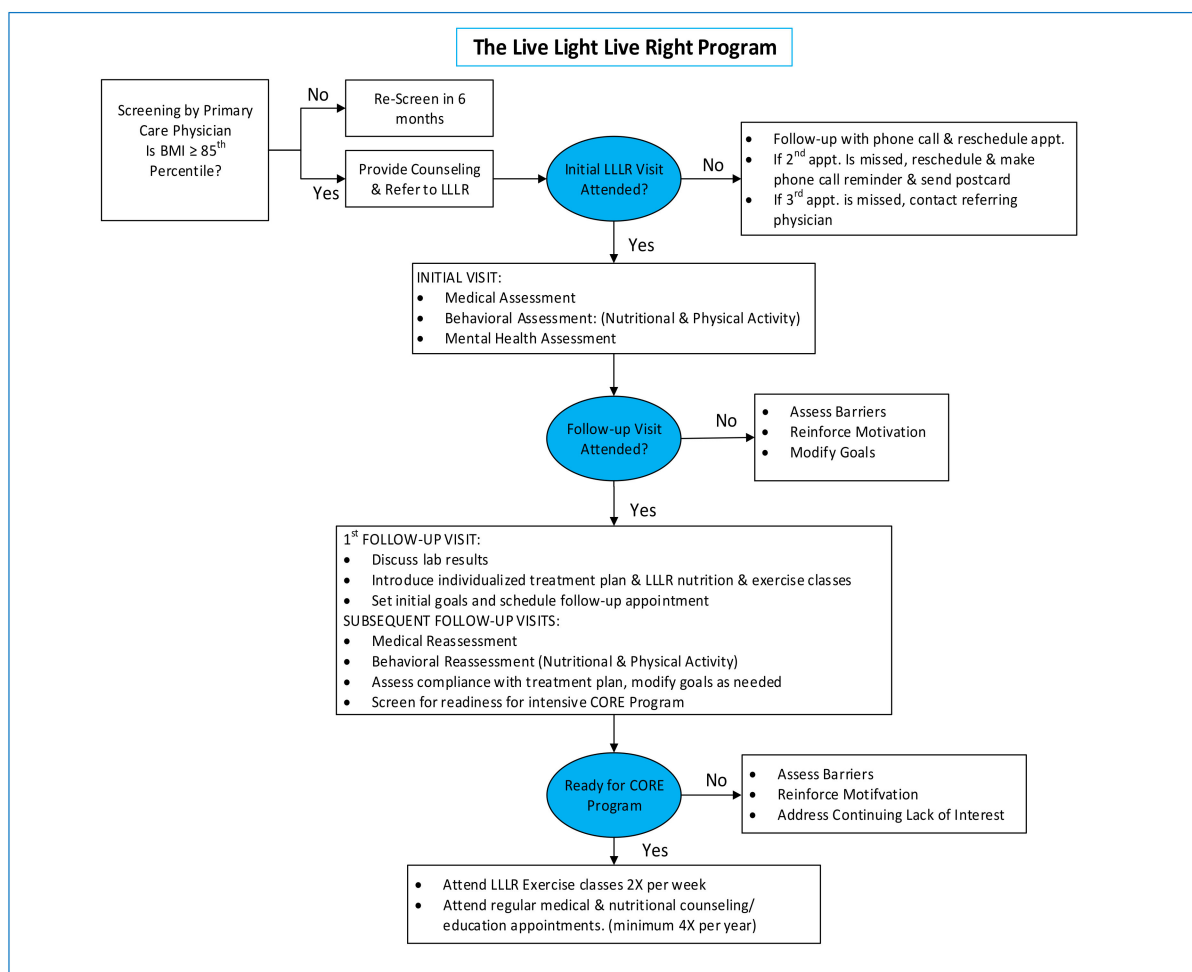 The Live Light Live Right Program
Screening by Primary
Care Physician
Is BMI ≥ 85th
Percentile?
No
Re-Screen in 6
months
Yes
Provide Counseling
& Refer to LLLR
Initial LLLR Visit
Attended?
No
• Follow-up with phone call & reschedule appt.
• If 2nd appt. Is missed, reschedule & make
phone call reminder & send postcard
• If 3rd appt. is missed, contact referring
physician
Yes
INITIAL VISIT:
• Medical Assessment
• Behavioral Assessment: (Nutritional & Physical Activity)
• Mental Health Assessment
Follow-up Visit
Attended?
No
• Assess Barriers
• Reinforce Motivation
• Modify Goals
Yes
1st FOLLOW-UP VISIT:
• Discuss lab results
• Introduce individualized treatment plan & LLLR nutrition & exercise classes
• Set initial goals and schedule follow-up appointment
SUBSEQUENT FOLLOW-UP VISITS:
• Medical Reassessment
• Behavioral Reassessment (Nutritional & Physical Activity)
• Assess compliance with treatment plan, modify goals as needed
• Screen for readiness for intensive CORE Program
Ready for CORE
Program
No
• Assess Barriers
• Reinforce Motifvation
• Address Continuing Lack of Interest
Yes
• Attend LLLR Exercise classes 2X per week
• Attend regular medical & nutritional counseling/
education appointments. (minimum 4X per year)